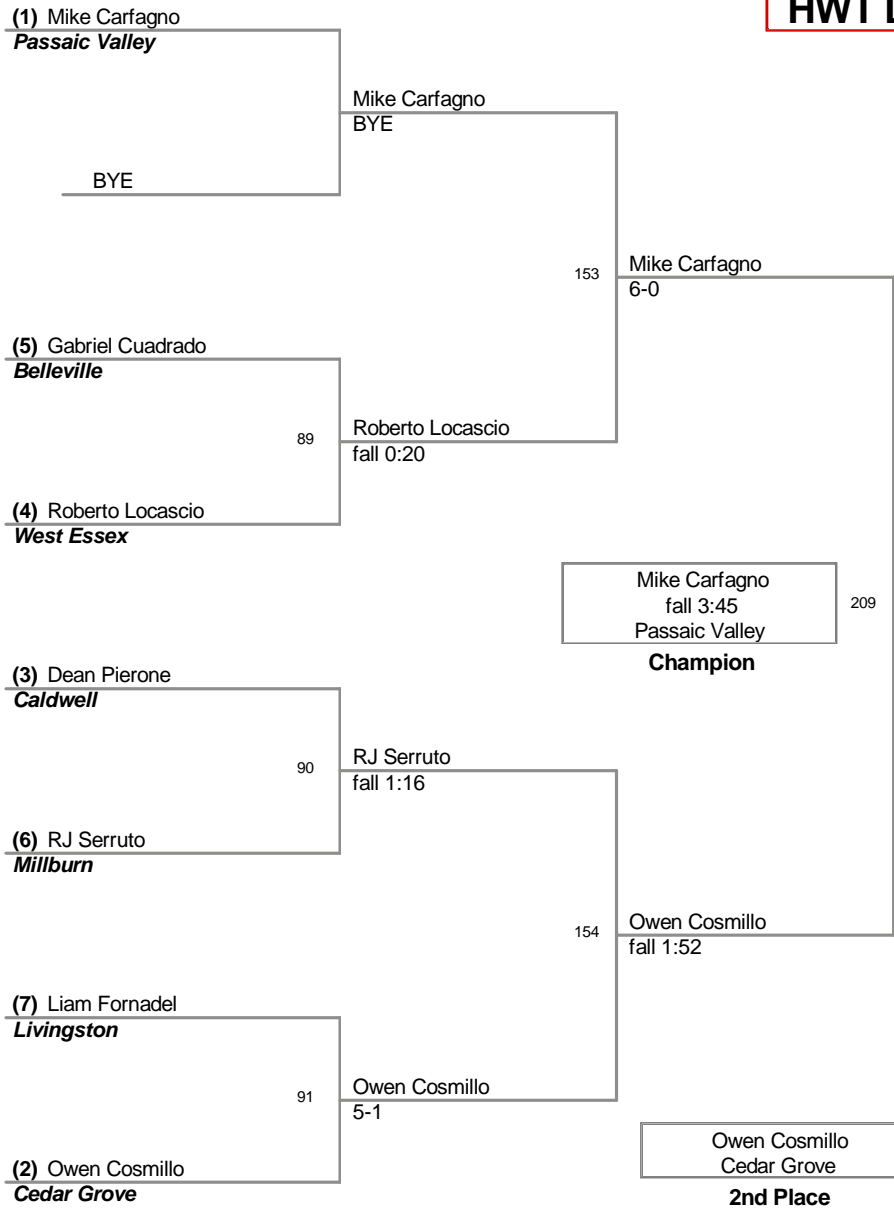 HWT
(1) Mike Carfagno
Passaic Valley
Mike Carfagno
BYE
BYE
153
Mike Carfagno
6-0
(5) Gabriel Cuadrado
Belleville
89
Roberto Locascio
fall 0:20
(4) Roberto Locascio
West Essex
Mike Carfagno
fall 3:45
Passaic Valley
209
Champion
(3) Dean Pierone
Caldwell
90
RJ Serruto
fall 1:16
(6) RJ Serruto
Millburn
154
Owen Cosmillo
fall 1:52
(7) Liam Fornadel
Livingston
91
Owen Cosmillo
5-1
(2) Owen Cosmillo
Cedar Grove
Owen Cosmillo
Cedar Grove
2nd Place